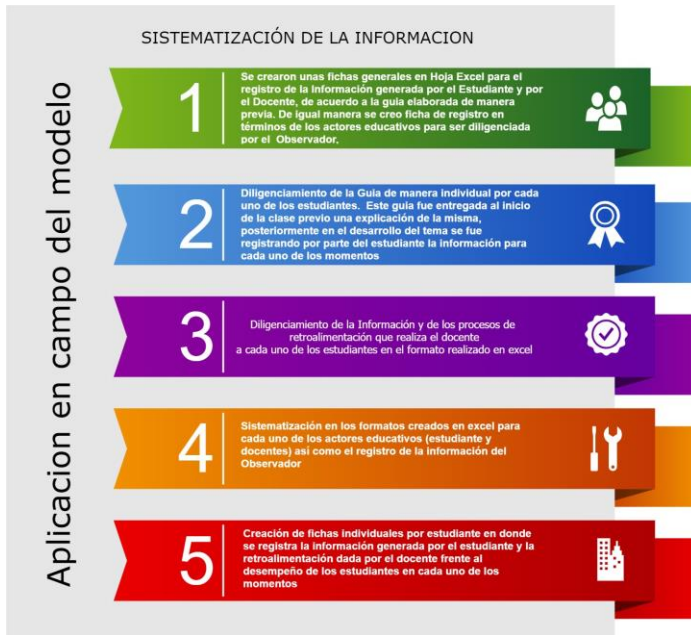 SISTEMATIZACIÓN DE LA INFORMACION
Aplicacion en campo del modelo
1
Se crearon unas fichas generales en Hoja Excel para el
registro de la Información generada por el Estudiante y por
el Docente, de acuerdo a la guia elaborada de manera
previa. De igual manera se creo ficha de registro en
términos de los actores educativos para ser diligenciada
por el Observador,
2
Diligenciamiento de la Guia de manera individual por cada
uno de los estudiantes. Este guia fue entregada al inicio
de la clase previo una explicación de la misma,
posteriormente en el desarrollo del tema se fue
registrando por parte del estudiante la información para
cada uno de los momentos
3
Diligenciamiento de la Información y de los procesos de
retroalimentación que realiza el docente
a cada uno de los estudiantes en el formato realizado en excel
4
Sistematización en los formatos creados en excel para
cada uno de los actores educativos (estudiante y
docentes) así como el registro de la información del
Observador
5
Creación de fichas individuales por estudiante en donde
se registra la información generada por el estudiante y la
retroalimentación dada por el docente frente al
desempeño de los estudiantes en cada uno de los
momentos